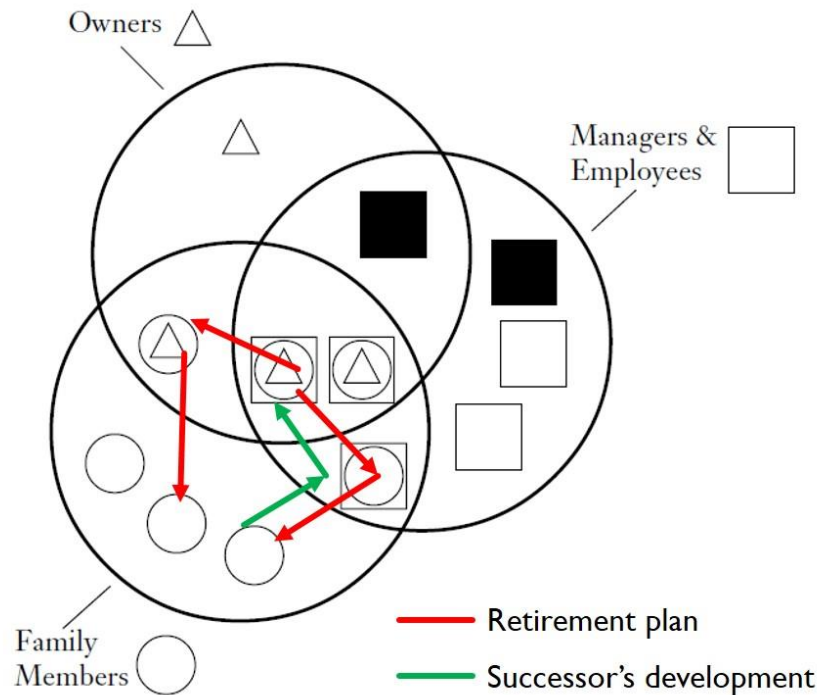 Owners
Managers &
Employees
Family
Members
Retirement plan
Successor's development